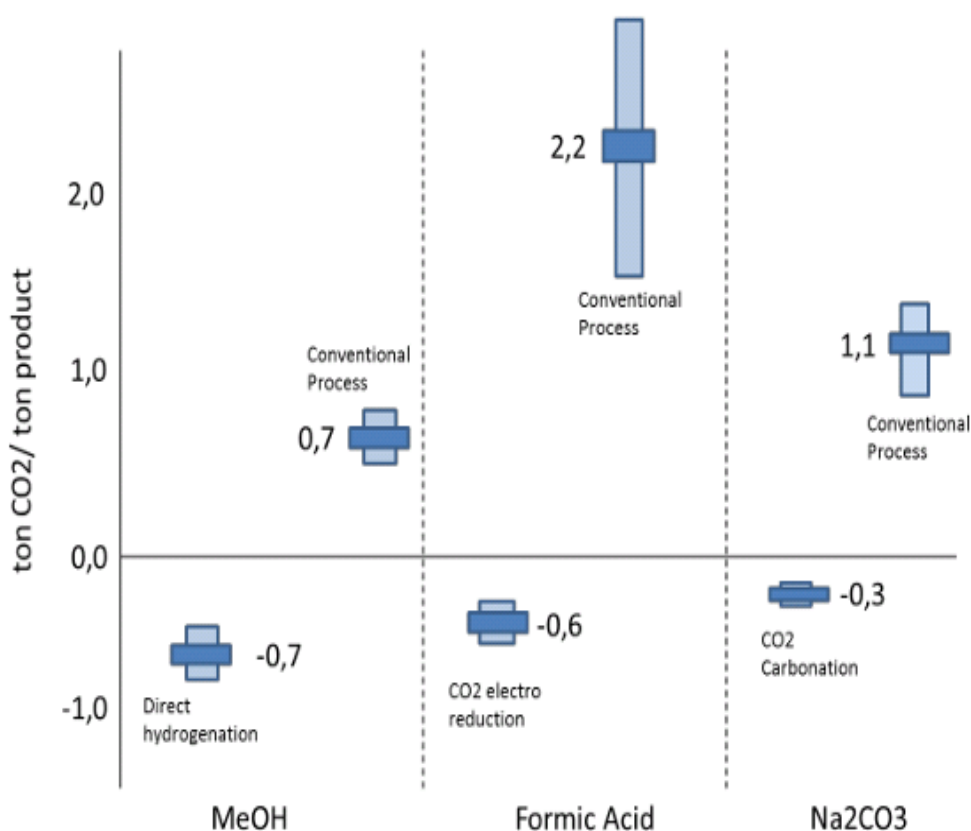 ton CO2/ ton product
2,0
1,0
0,0
-1,0
Conventional
Process
0,7
-0,7
Direct
hydrogenation
2,2
Conventional
Process
-0,6
CO2 electro
reduction
1,1
Conventional
Process
-0,3
CO2
Carbonation
MeOH
Formic Acid
Na2CO3